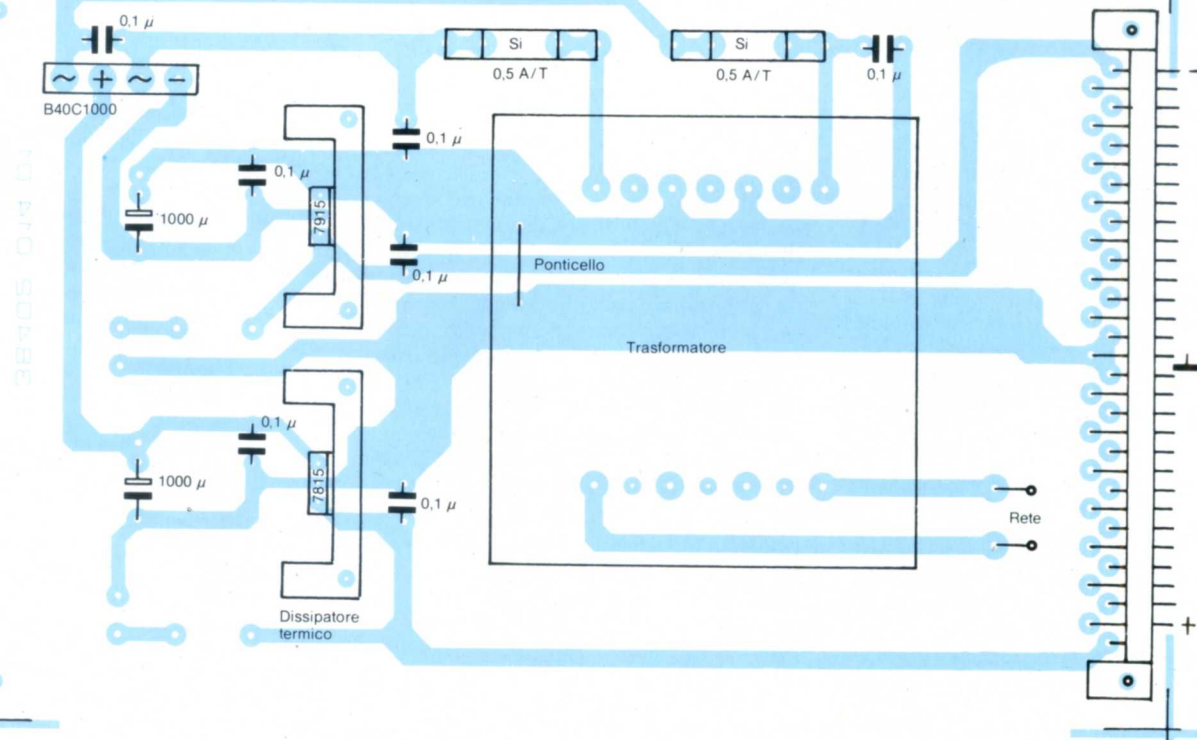 0,1 µ
Si
Si
0,5 A/T
0,5 A/T
0,1 µ
~ + ~ −
B40C1000
0,1 µ
0,1 µ
7915
1000 µ
0,1 µ
Ponticello
Trasformatore
0,1 µ
7815
1000 µ
0,1 µ
Rete
Dissipatore
termico
−
⊥
+